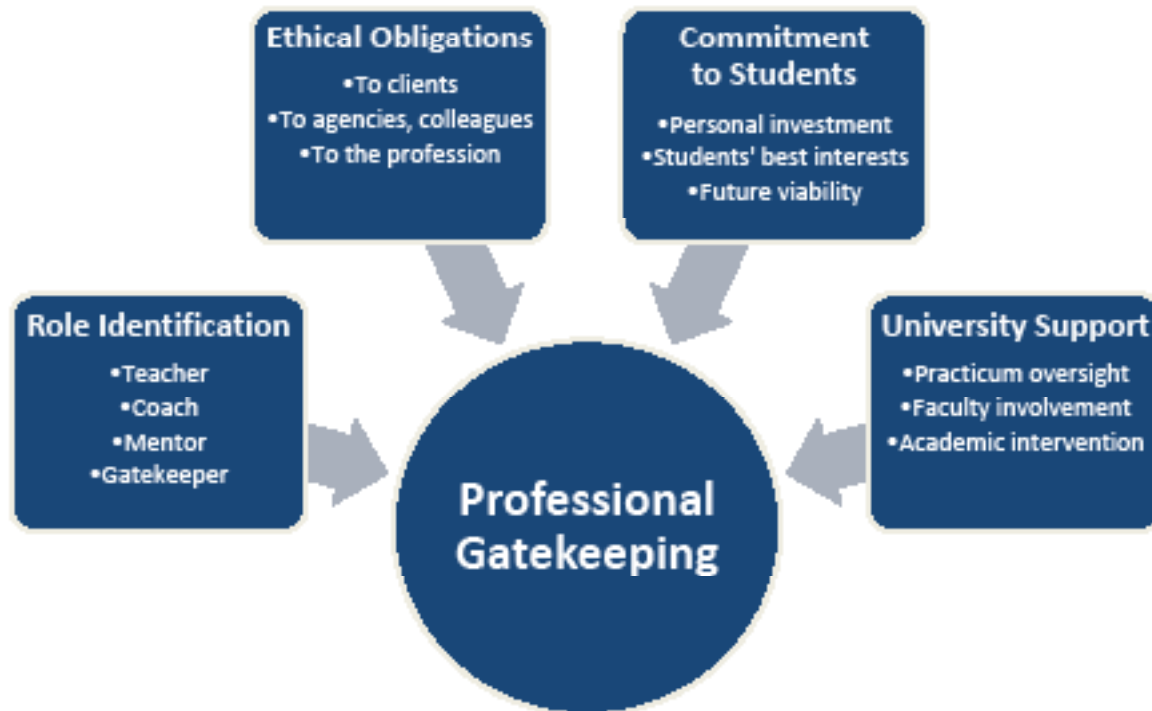 Ethical Obligations
•To clients
•To agencies, colleagues
•To the profession
Commitment
to Students
•Personal investment
•Students' best interests
•Future viability
Role Identification
•Teacher
•Coach
•Mentor
•Gatekeeper
University Support
•Practicum oversight
•Faculty involvement
•Academic intervention
Professional
Gatekeeping